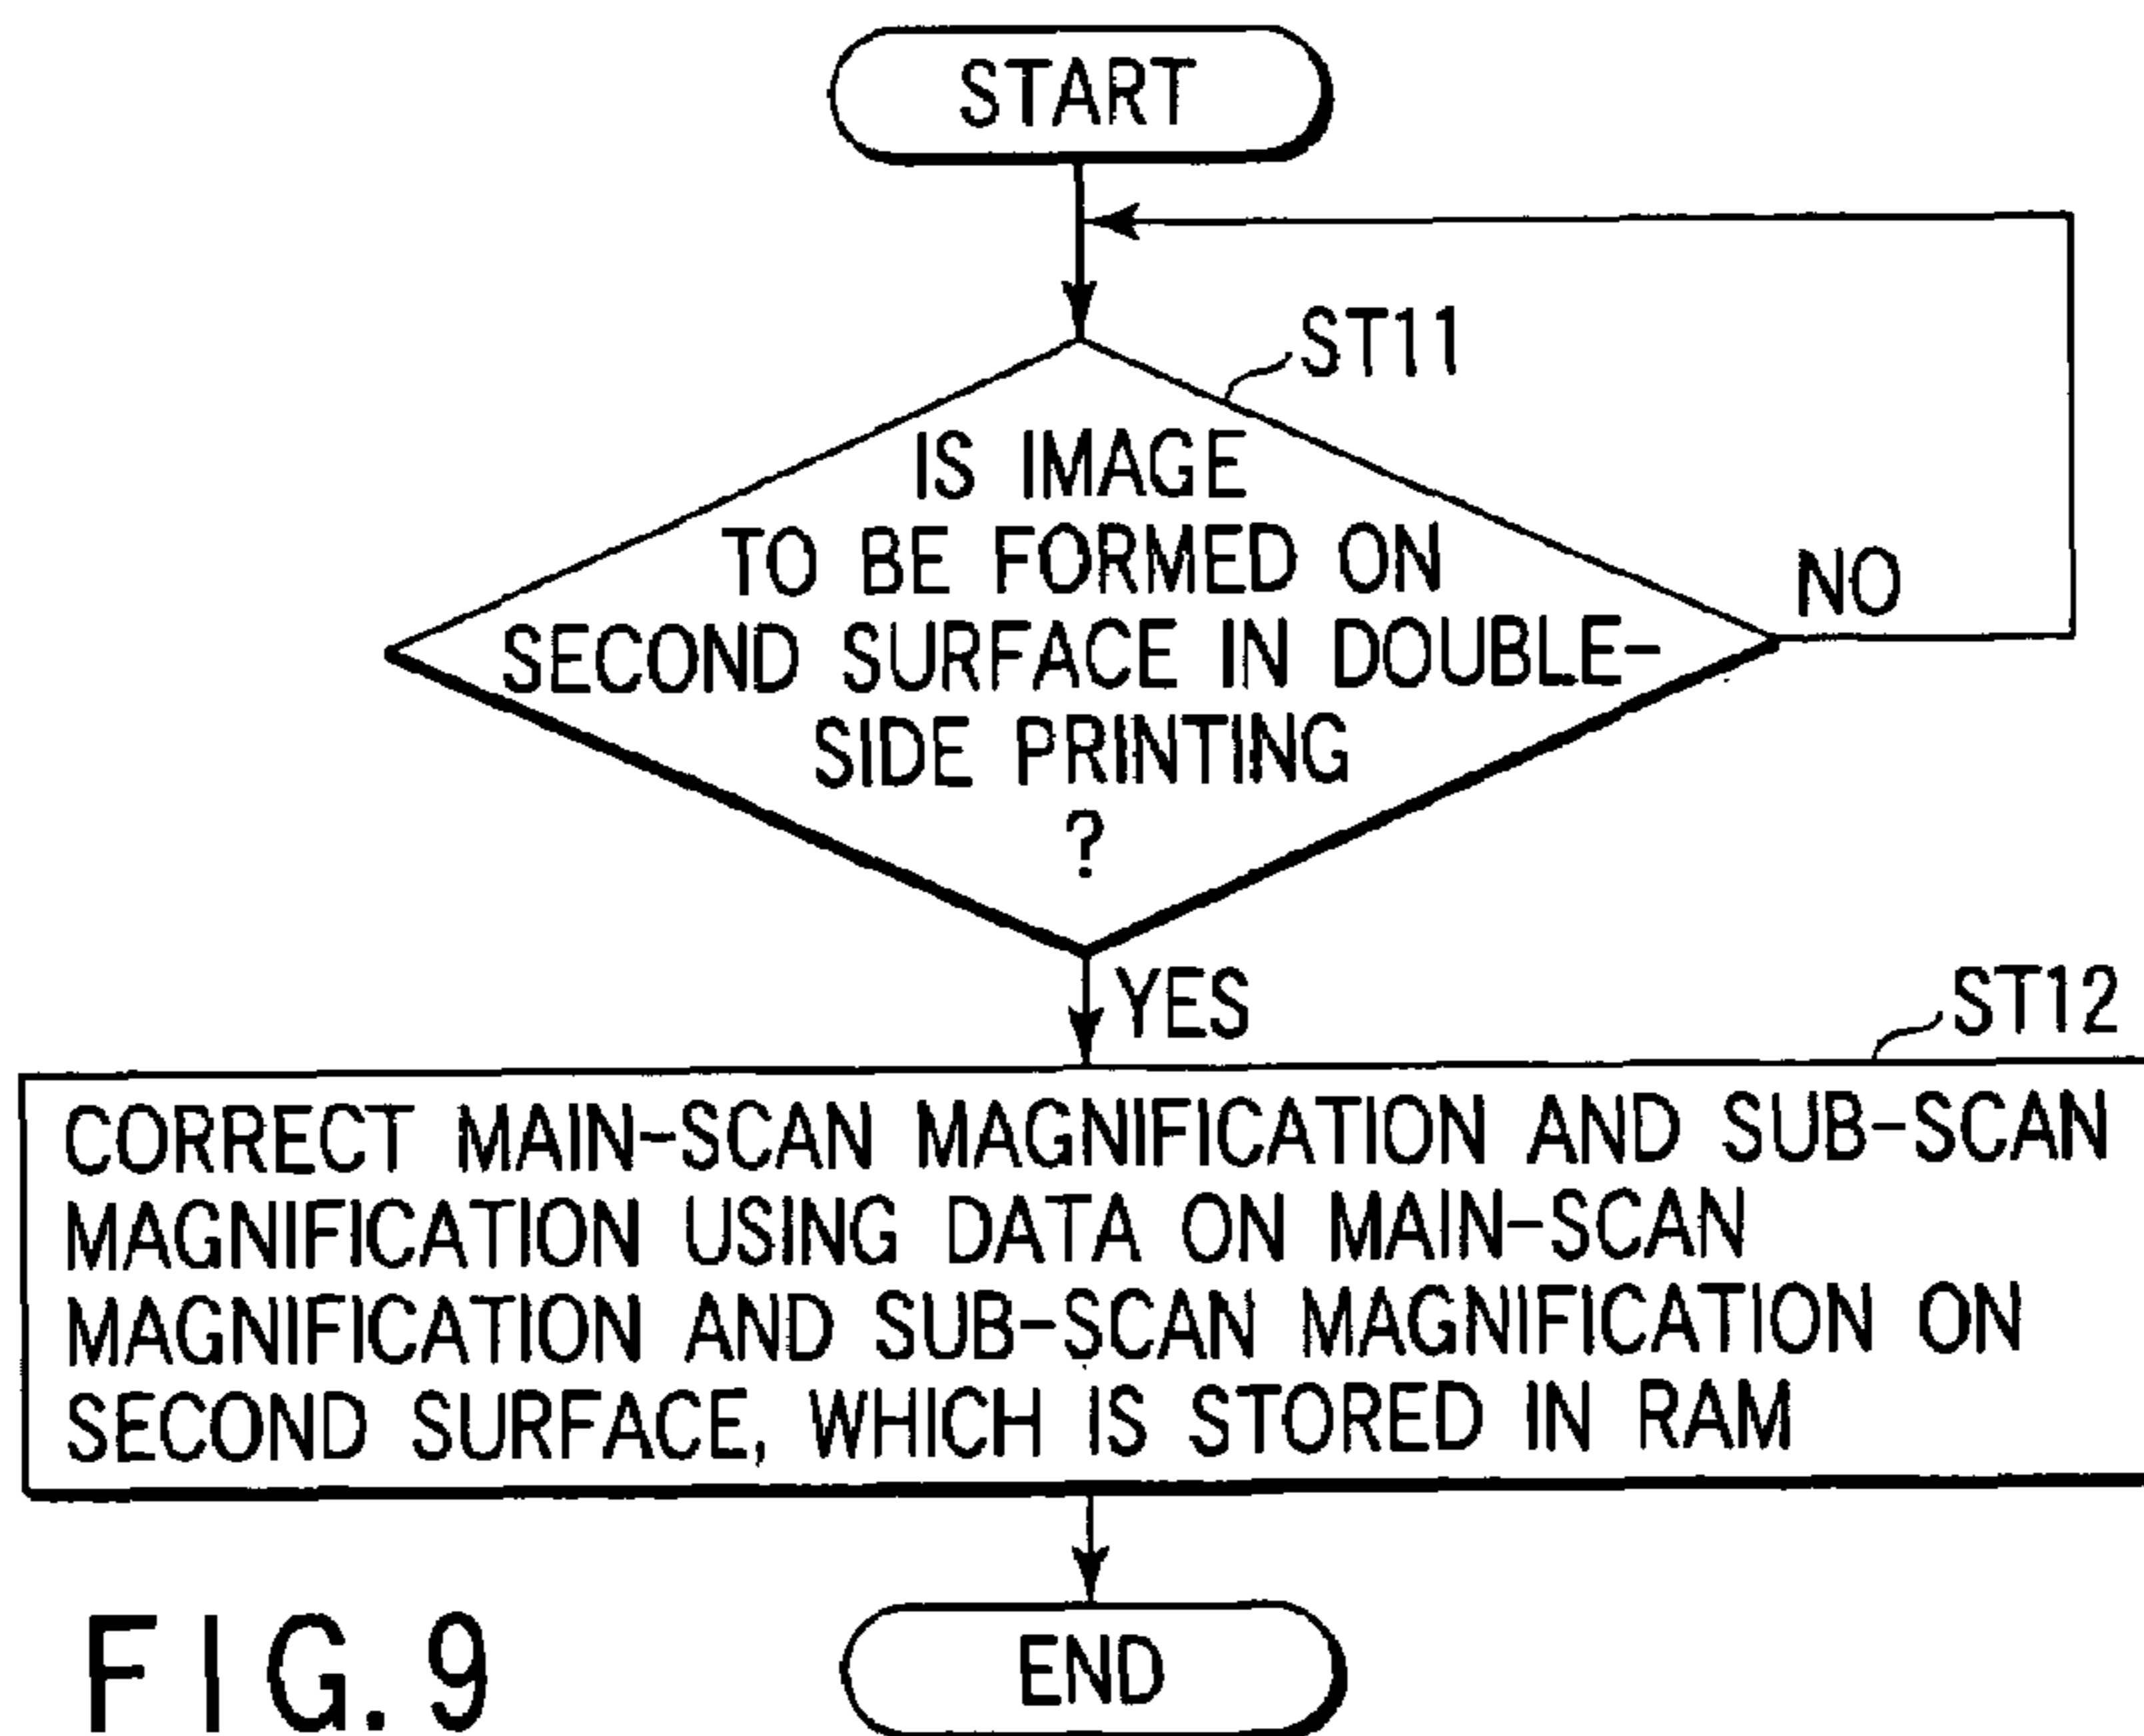 START
ST11
IS IMAGE
TO BE FORMED ON
SECOND SURFACE IN DOUBLE-
SIDE PRINTING
?
NO
YES
ST12
CORRECT MAIN-SCAN MAGNIFICATION AND SUB-SCAN
MAGNIFICATION USING DATA ON MAIN-SCAN
MAGNIFICATION AND SUB-SCAN MAGNIFICATION ON
SECOND SURFACE, WHICH IS STORED IN RAM
END
FIG. 9